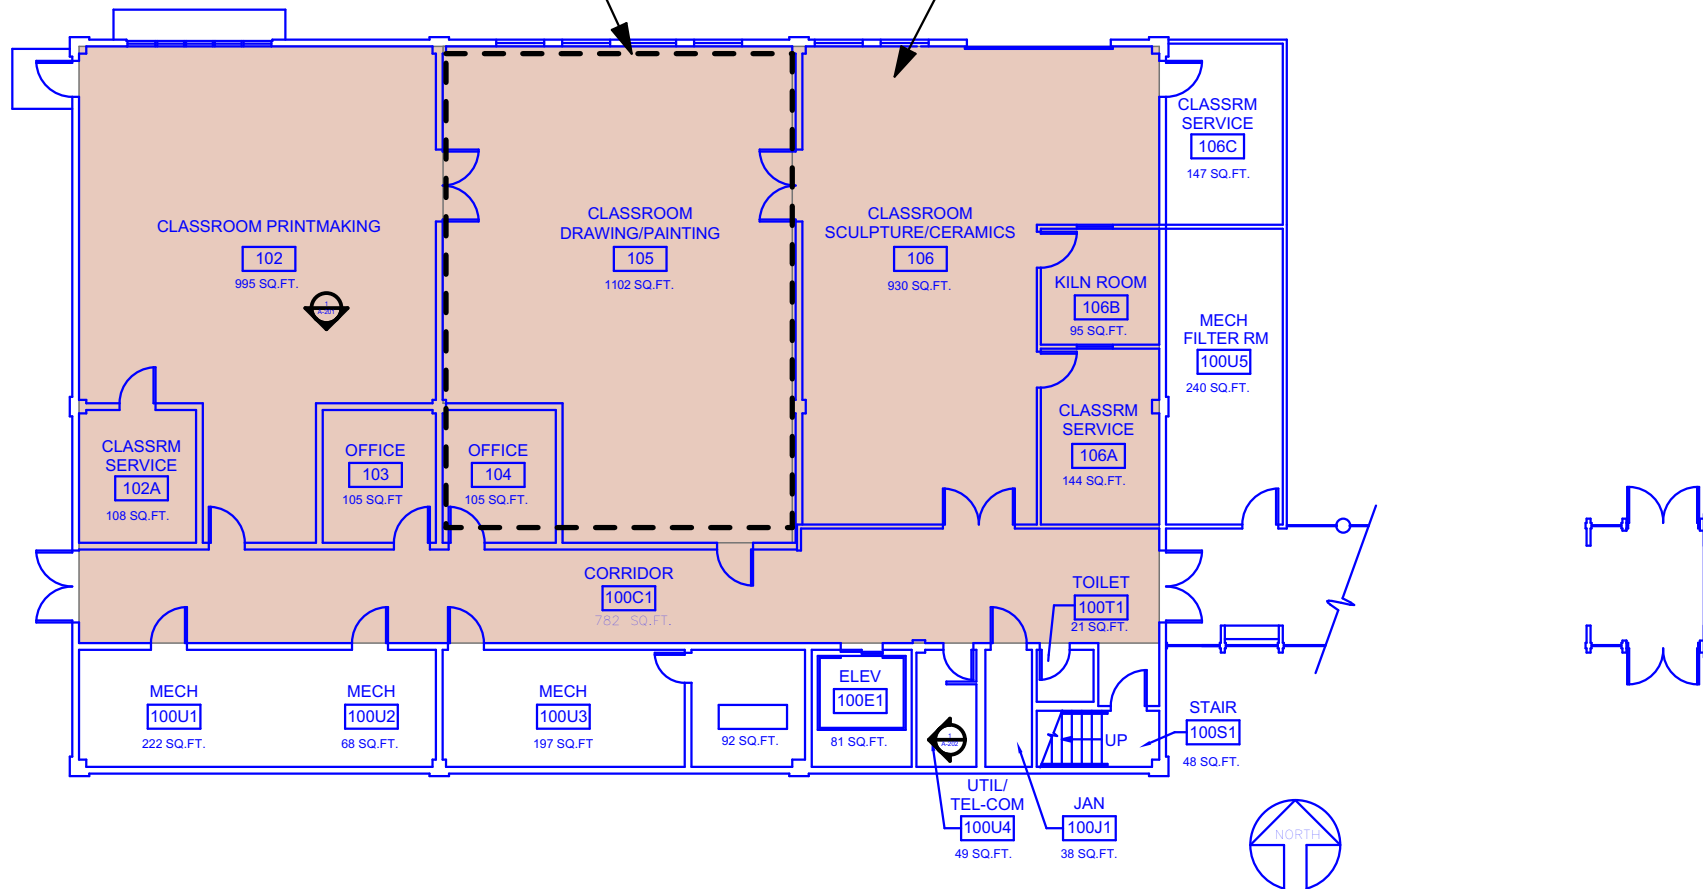 CLASSROOM PRINTMAKING
102
995 SQ.FT.
1
A-201
CLASSROOM
DRAWING/PAINTING
105
1102 SQ.FT.
CLASSROOM
SCULPTURE/CERAMICS
106
930 SQ.FT.
CLASSRM
SERVICE
106C
147 SQ.FT.
KILN ROOM
106B
95 SQ.FT.
MECH
FILTER RM
100U5
240 SQ.FT.
CLASSRM
SERVICE
102A
108 SQ.FT.
OFFICE
103
105 SQ.FT
OFFICE
104
105 SQ.FT.
CLASSRM
SERVICE
106A
144 SQ.FT.
CORRIDOR
100C1
782 SQ.FT.
TOILET
100T1
21 SQ.FT.
MECH
100U1
222 SQ.FT.
MECH
100U2
68 SQ.FT.
MECH
100U3
197 SQ.FT
92 SQ.FT.
ELEV
100E1
81 SQ.FT.
1
A-202
UP
STAIR
100S1
48 SQ.FT.
UTIL/
TEL-COM
100U4
49 SQ.FT.
JAN
100J1
38 SQ.FT.
NORTH